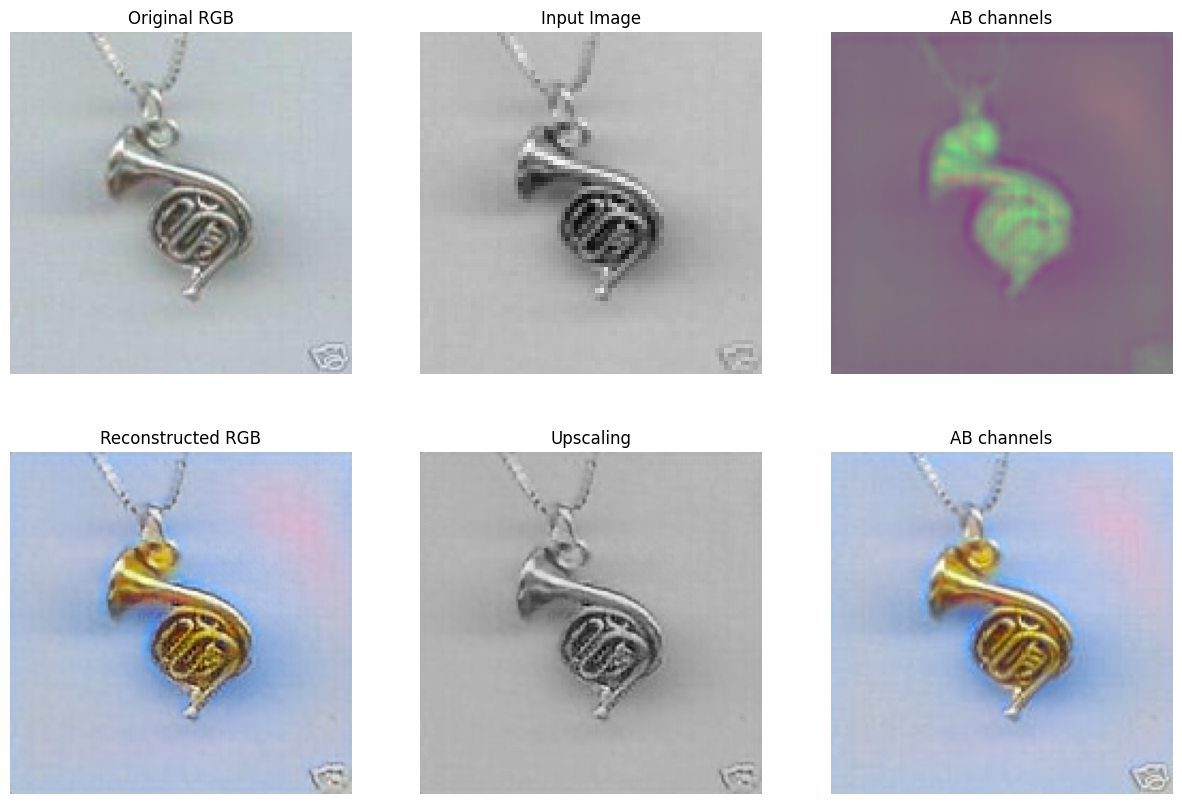 Original RGB
Input Image
AB channels
Reconstructed RGB
Upscaling
AB channels